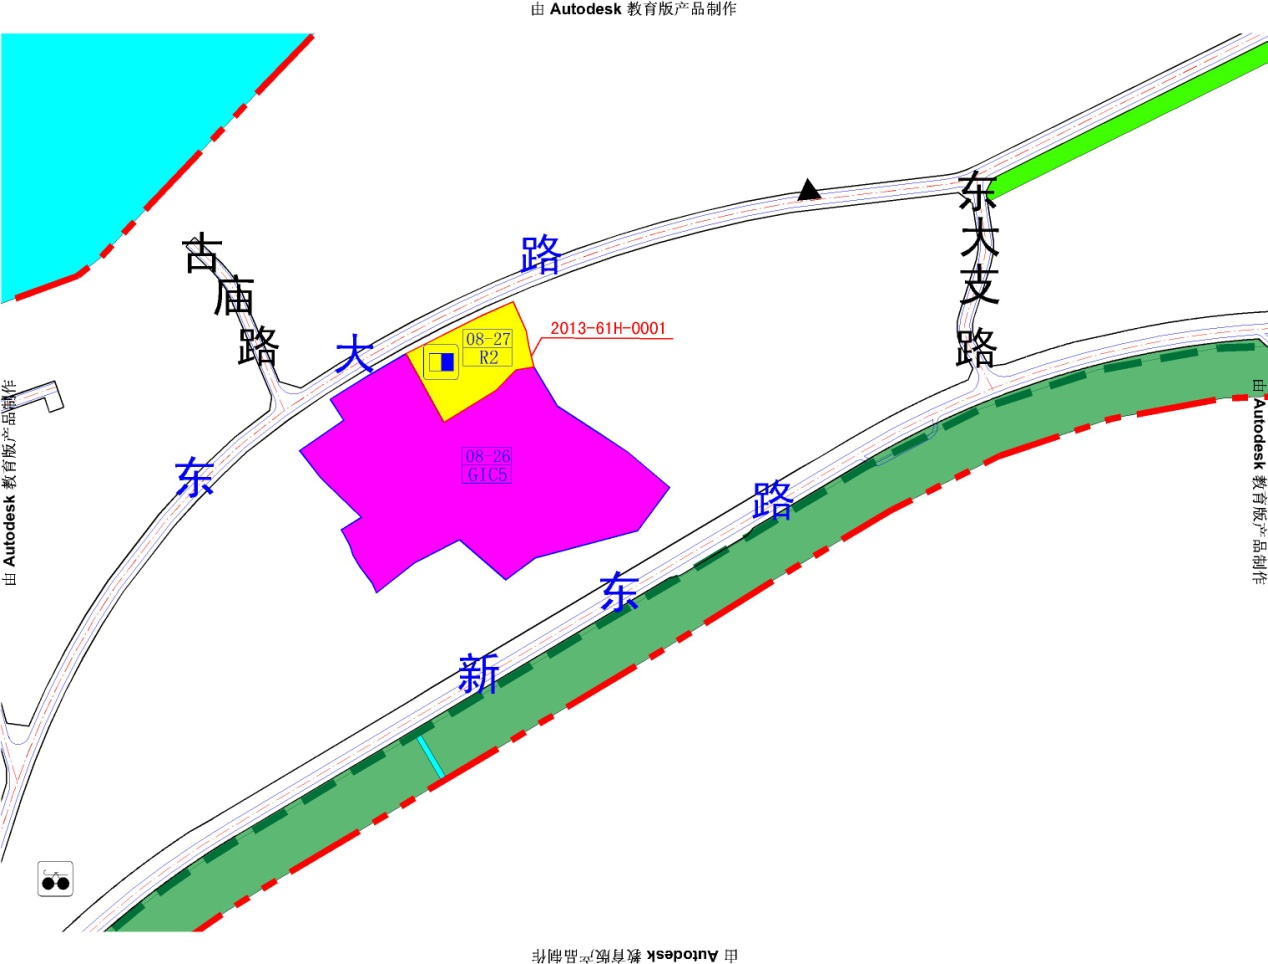 由 Autodesk 教育版产品制作
东大支路
路
古庙路
大
2013-61H-0001
08-27
R2
08-26
GIC5
东
路
东
新
由 Autodesk 教育版产品制作
由 Autodesk 教育版产品制作
由 Autodesk 教育版产品制作